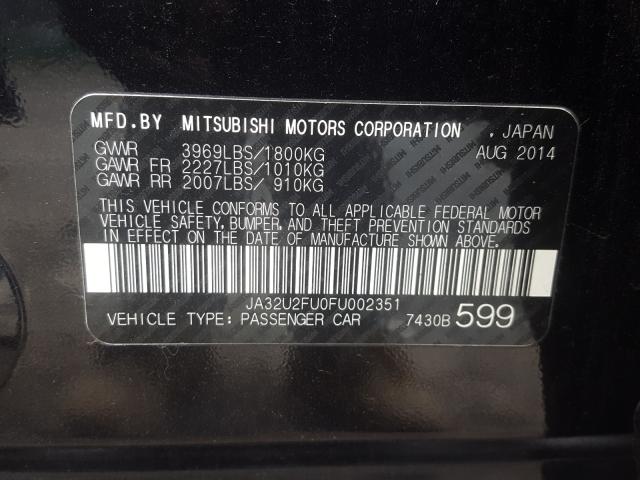 MFD.BY MITSUBISHI MOTORS CORPORATION , JAPAN
GVWR 3969LBS/1800KG AUG 2014
GAWR FR 2227LBS/1010KG
GAWR RR 2007LBS/ 910KG
THIS VEHICLE CONFORMS TO ALL APPLICABLE FEDERAL MOTOR
VEHICLE SAFETY, BUMPER, AND THEFT PREVENTION STANDARDS
IN EFFECT ON THE DATE OF MANUFACTURE SHOWN ABOVE.
JA32U2FU0FU002351
VEHICLE TYPE: PASSENGER CAR 7430B 599